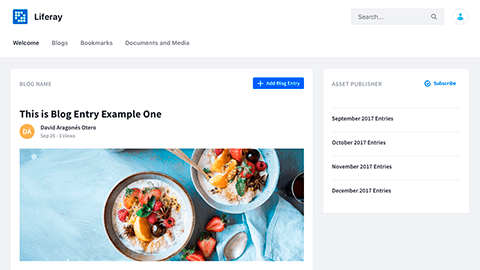 Liferay
Search...
Welcome
Blogs
Bookmarks
Documents and Media
BLOG NAME
Add Blog Entry
This is Blog Entry Example One
DA
David Aragonés Otero
Sep 25 - 3 Views
ASSET PUBLISHER
Subscribe
September 2017 Entries
October 2017 Entries
November 2017 Entries
December 2017 Entries